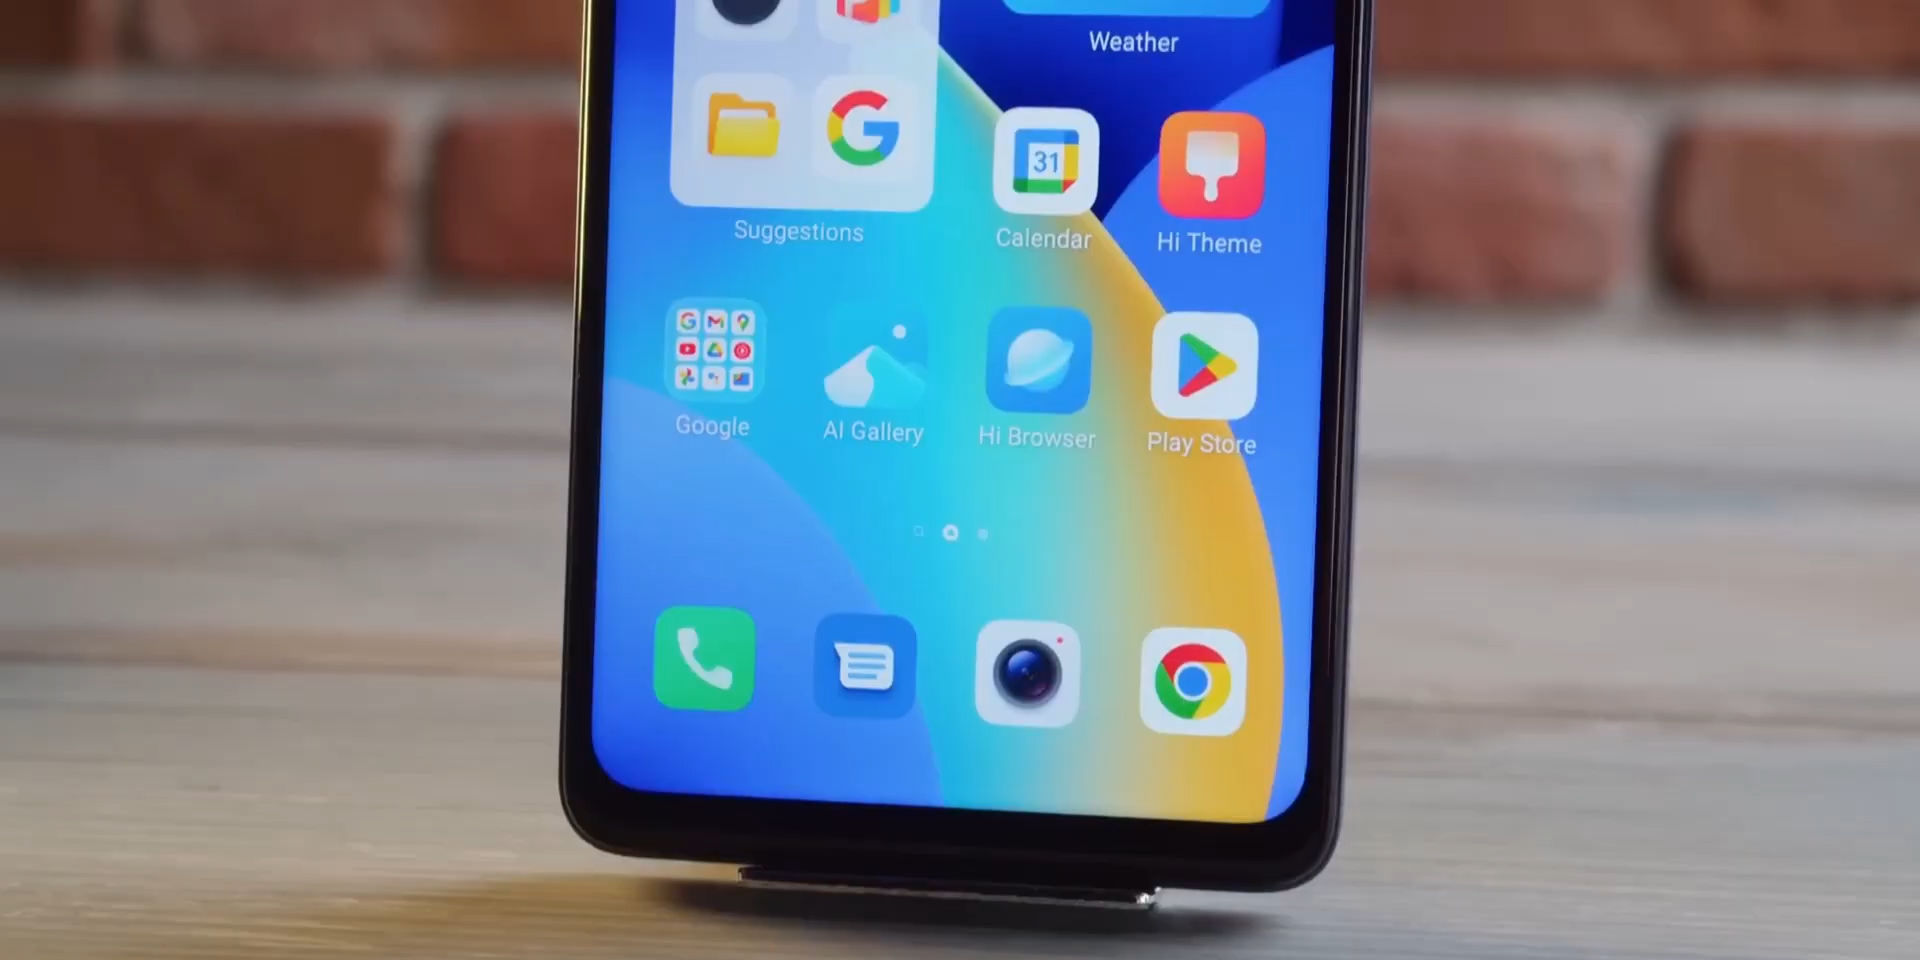 Weather
31
Suggestions
Calendar
Hi Theme
Google
AI Gallery
Hi Browser
Play Store